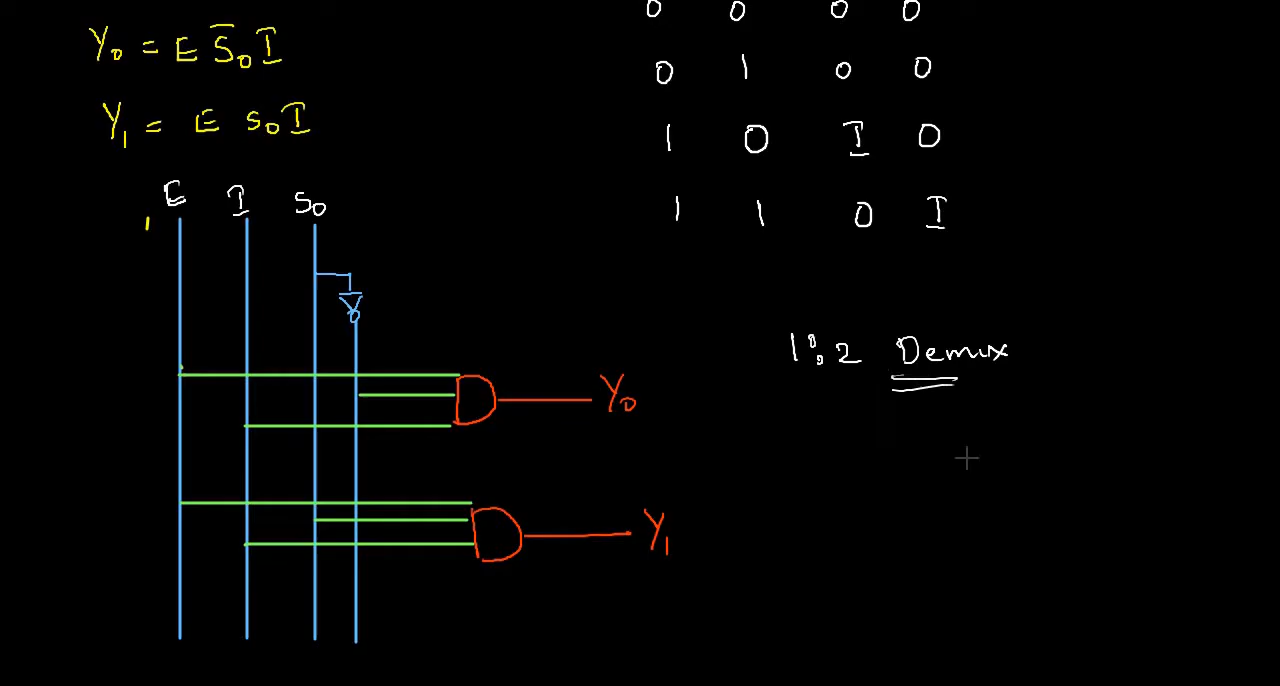 Y₀ = E S̅₀ I
Y₁ = E S₀ I
E I S₀
1
Y₀
Y₁
0 0 0 0
0 1 0 0
1 0 I 0
1 1 0 I
1:2 Demux